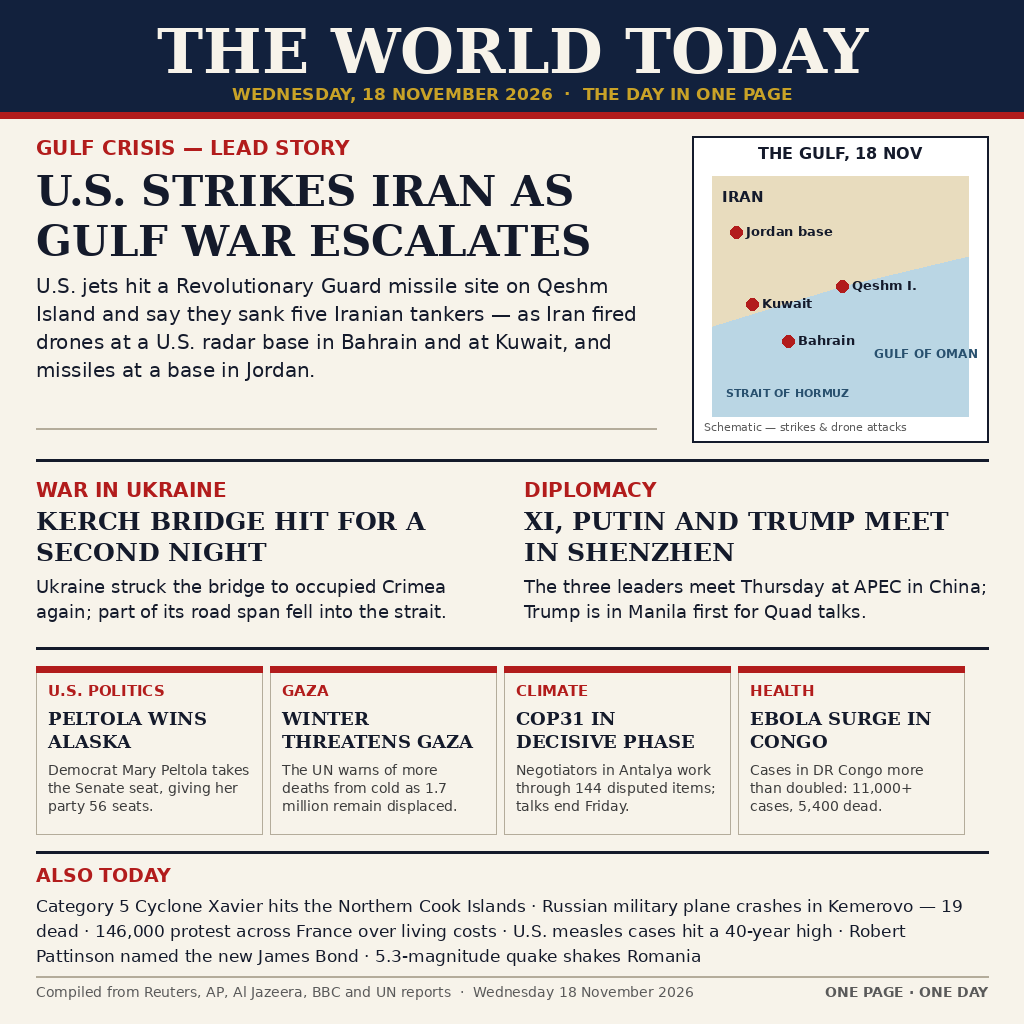 THE WORLD TODAY
WEDNESDAY, 18 NOVEMBER 2026 · THE DAY IN ONE PAGE
GULF CRISIS — LEAD STORY
U.S. STRIKES IRAN AS
GULF WAR ESCALATES
U.S. jets hit a Revolutionary Guard missile site on Qeshm
Island and say they sank five Iranian tankers — as Iran fired
drones at a U.S. radar base in Bahrain and at Kuwait, and
missiles at a base in Jordan.
THE GULF, 18 NOV
IRAN
Jordan base
Qeshm I.
Kuwait
Bahrain
GULF OF OMAN
STRAIT OF HORMUZ
Schematic — strikes & drone attacks
WAR IN UKRAINE
KERCH BRIDGE HIT FOR A
SECOND NIGHT
Ukraine struck the bridge to occupied Crimea
again; part of its road span fell into the strait.
DIPLOMACY
XI, PUTIN AND TRUMP MEET
IN SHENZHEN
The three leaders meet Thursday at APEC in China;
Trump is in Manila first for Quad talks.
U.S. POLITICS
PELTOLA WINS
ALASKA
Democrat Mary Peltola takes
the Senate seat, giving her
party 56 seats.
GAZA
WINTER
THREATENS GAZA
The UN warns of more
deaths from cold as 1.7
million remain displaced.
CLIMATE
COP31 IN
DECISIVE PHASE
Negotiators in Antalya work
through 144 disputed items;
talks end Friday.
HEALTH
EBOLA SURGE IN
CONGO
Cases in DR Congo more
than doubled: 11,000+
cases, 5,400 dead.
ALSO TODAY
Category 5 Cyclone Xavier hits the Northern Cook Islands · Russian military plane crashes in Kemerovo — 19
dead · 146,000 protest across France over living costs · U.S. measles cases hit a 40-year high · Robert
Pattinson named the new James Bond · 5.3-magnitude quake shakes Romania
Compiled from Reuters, AP, Al Jazeera, BBC and UN reports · Wednesday 18 November 2026
ONE PAGE · ONE DAY